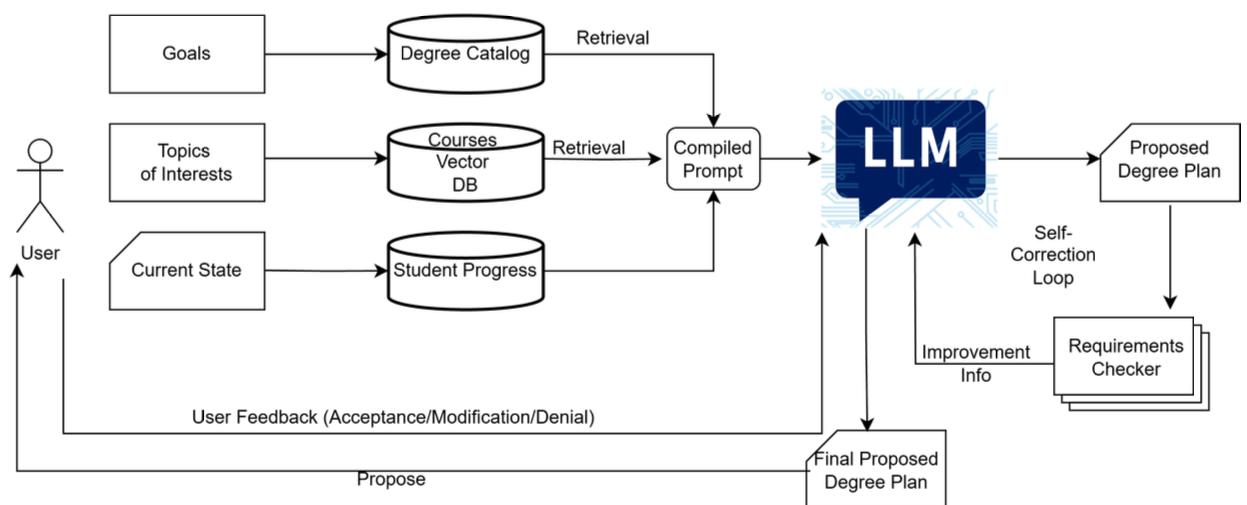 Goals
Degree Catalog
Retrieval
Topics
of Interests
Courses
Vector
DB
Retrieval
Compiled
Prompt
LLM
Proposed
Degree Plan
User
Current State
Student Progress
Self-
Correction
Loop
Requirements
Checker
Improvement
Info
User Feedback (Acceptance/Modification/Denial)
Final Proposed
Degree Plan
Propose